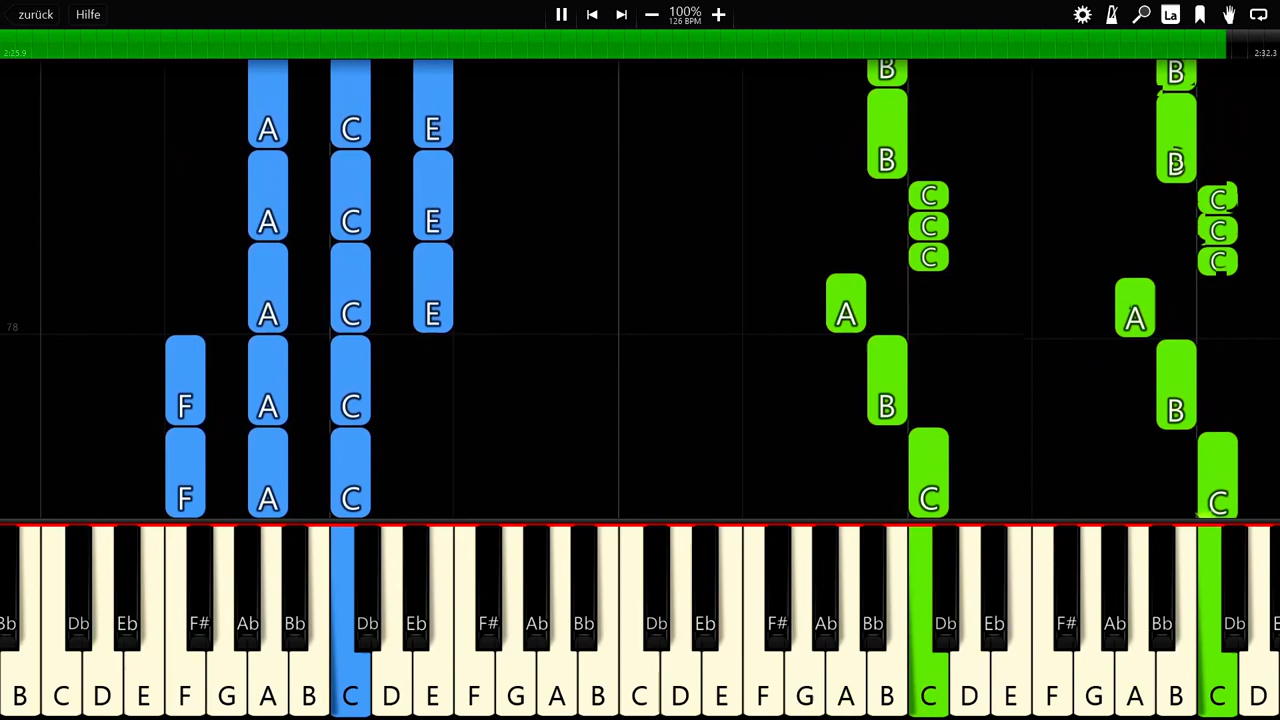 zurück Hilfe 100% La
126 BPM
2:25.9 2:32.3
B B
A C E
B B
C C
A C E C C
C C
A C E A A
78
F A C B B
F A C C C
Bb Db Eb F# Ab Bb Db Eb F# Ab Bb Db Eb F# Ab Bb Db Eb F# Ab Bb Db E
B C D E F G A B C D E F G A B C D E F G A B C D E F G A B C D